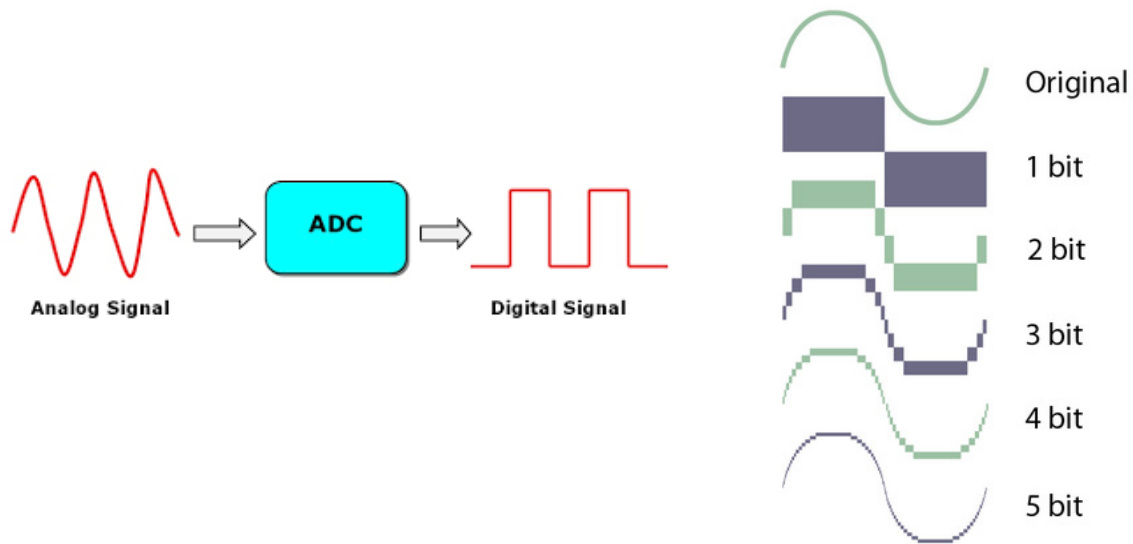 ADC
Analog Signal
Digital Signal
Original
1 bit
2 bit
3 bit
4 bit
5 bit